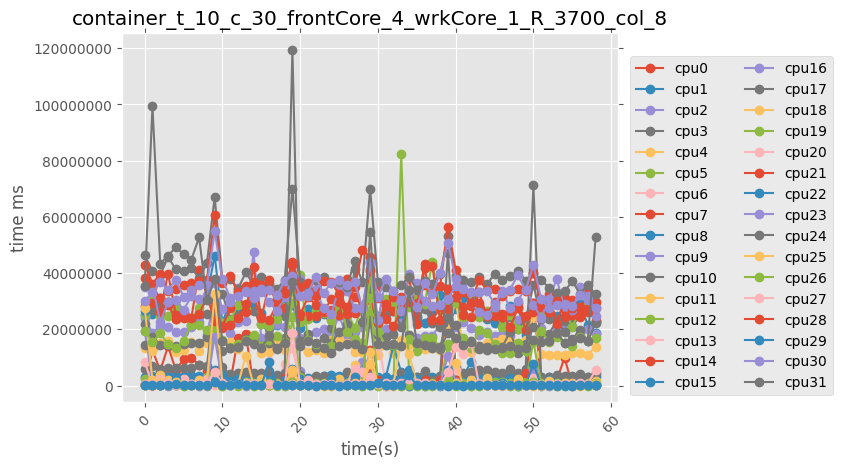 container_t_10_c_30_frontCore_4_wrkCore_1_R_3700_col_8
120000000
100000000
80000000
60000000
40000000
20000000
0
time ms
0
10
20
30
40
50
60
time(s)
cpu0
cpu1
cpu2
cpu3
cpu4
cpu5
cpu6
cpu7
cpu8
cpu9
cpu10
cpu11
cpu12
cpu13
cpu14
cpu15
cpu16
cpu17
cpu18
cpu19
cpu20
cpu21
cpu22
cpu23
cpu24
cpu25
cpu26
cpu27
cpu28
cpu29
cpu30
cpu31